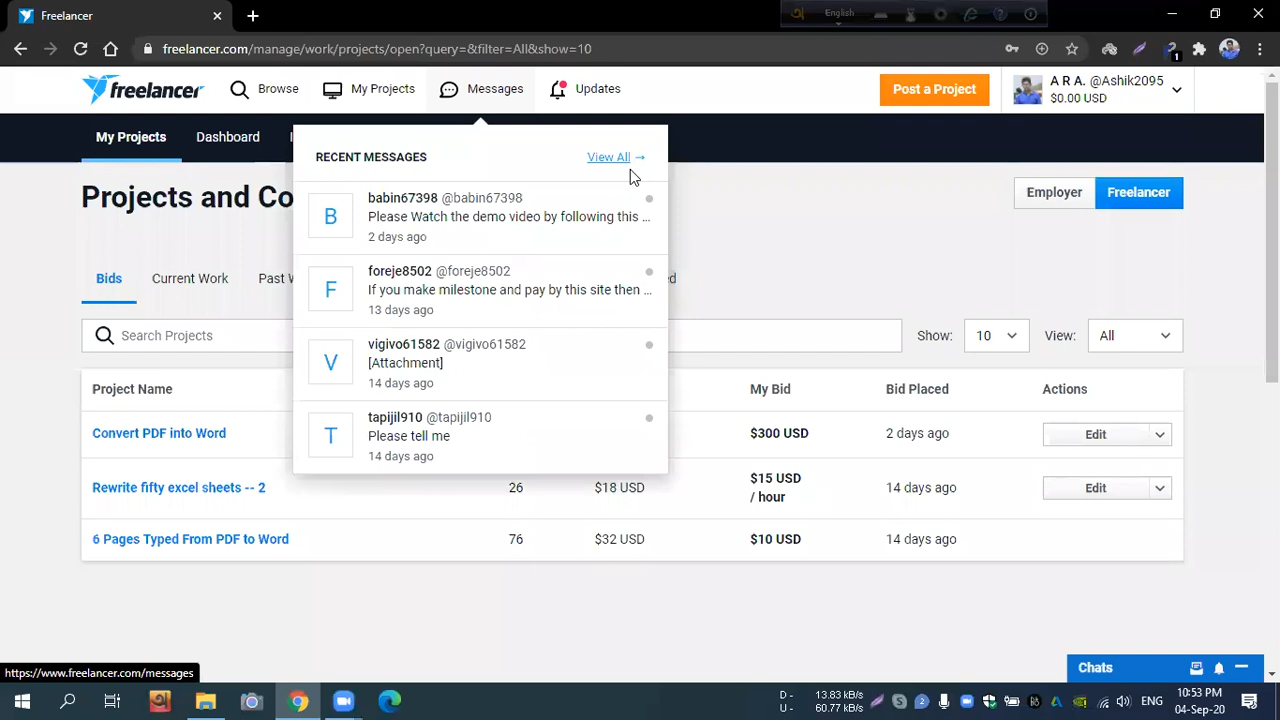 Freelancer
English
freelancer.com/manage/work/projects/open?query=&filter=All&show=10
1
freelancer
Browse
My Projects
Messages
Updates
Post a Project
A R A. @Ashik2095
$0.00 USD
My Projects
Dashboard
RECENT MESSAGES
View All →
Projects and Co
Employer
Freelancer
B
babin67398 @babin67398
Please Watch the demo video by following this ...
2 days ago
F
foreje8502 @foreje8502
If you make milestone and pay by this site then ...
13 days ago
V
vigivo61582 @vigivo61582
[Attachment]
14 days ago
T
tapijil910 @tapijil910
Please tell me
14 days ago
Bids
Current Work
Past W
d
Search Projects
Show:
10
View:
All
Project Name
My Bid
Bid Placed
Actions
Convert PDF into Word
$300 USD
2 days ago
Edit
Rewrite fifty excel sheets -- 2
26
$18 USD
$15 USD
/ hour
14 days ago
Edit
6 Pages Typed From PDF to Word
76
$32 USD
$10 USD
14 days ago
Chats
https://www.freelancer.com/messages
D -
13.83 kB/s
U -
60.77 kB/s
ENG
10:53 PM
04-Sep-20